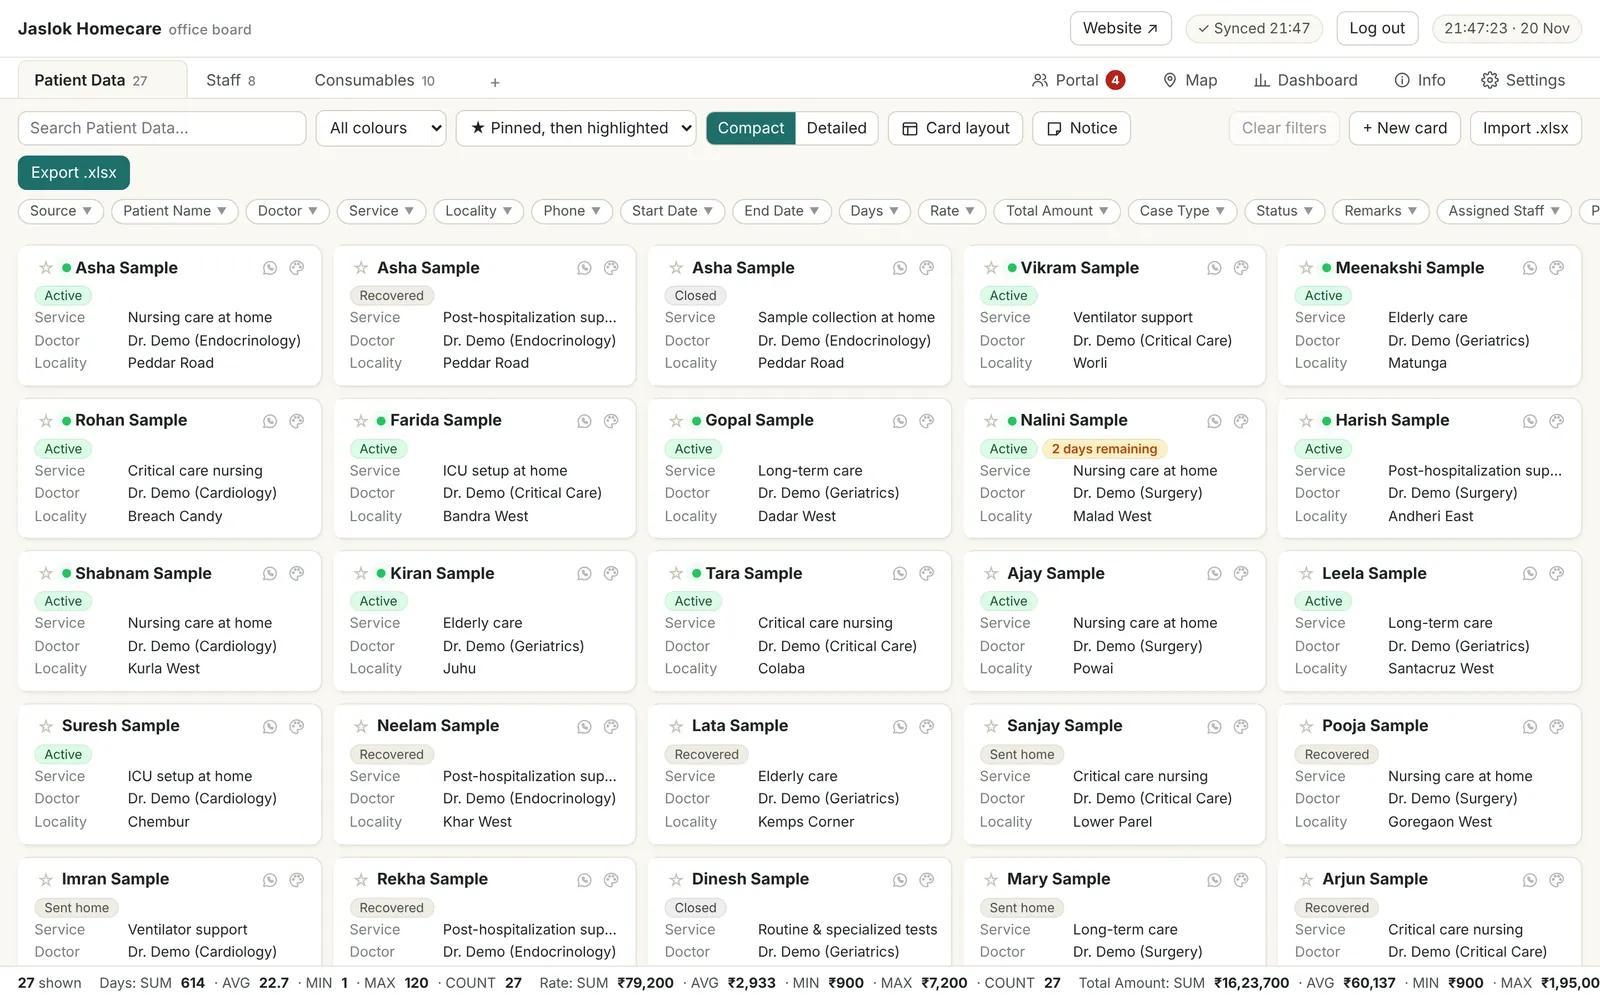 Jaslok Homecare office board
Website ↗ ✓ Synced 21:47 Log out 21:47:23 · 20 Nov
Patient Data 27 Staff 8 Consumables 10 +
Portal 4 Map Dashboard Info Settings
Search Patient Data... All colours ★ Pinned, then highlighted Compact Detailed Card layout Notice Clear filters + New card Import .xlsx
Export .xlsx
Source ▼ Patient Name ▼ Doctor ▼ Service ▼ Locality ▼ Phone ▼ Start Date ▼ End Date ▼ Days ▼ Rate ▼ Total Amount ▼ Case Type ▼ Status ▼ Remarks ▼ Assigned Staff ▼ P
Asha Sample
Active
Service Nursing care at home
Doctor Dr. Demo (Endocrinology)
Locality Peddar Road
Asha Sample
Recovered
Service Post-hospitalization sup...
Doctor Dr. Demo (Endocrinology)
Locality Peddar Road
Asha Sample
Closed
Service Sample collection at home
Doctor Dr. Demo (Endocrinology)
Locality Peddar Road
Vikram Sample
Active
Service Ventilator support
Doctor Dr. Demo (Critical Care)
Locality Worli
Meenakshi Sample
Active
Service Elderly care
Doctor Dr. Demo (Geriatrics)
Locality Matunga
Rohan Sample
Active
Service Critical care nursing
Doctor Dr. Demo (Cardiology)
Locality Breach Candy
Farida Sample
Active
Service ICU setup at home
Doctor Dr. Demo (Critical Care)
Locality Bandra West
Gopal Sample
Active
Service Long-term care
Doctor Dr. Demo (Geriatrics)
Locality Dadar West
Nalini Sample
Active 2 days remaining
Service Nursing care at home
Doctor Dr. Demo (Surgery)
Locality Malad West
Harish Sample
Active
Service Post-hospitalization sup...
Doctor Dr. Demo (Surgery)
Locality Andheri East
Shabnam Sample
Active
Service Nursing care at home
Doctor Dr. Demo (Cardiology)
Locality Kurla West
Kiran Sample
Active
Service Elderly care
Doctor Dr. Demo (Geriatrics)
Locality Juhu
Tara Sample
Active
Service Critical care nursing
Doctor Dr. Demo (Critical Care)
Locality Colaba
Ajay Sample
Active
Service Nursing care at home
Doctor Dr. Demo (Surgery)
Locality Powai
Leela Sample
Active
Service Long-term care
Doctor Dr. Demo (Geriatrics)
Locality Santacruz West
Suresh Sample
Active
Service ICU setup at home
Doctor Dr. Demo (Cardiology)
Locality Chembur
Neelam Sample
Recovered
Service Post-hospitalization sup...
Doctor Dr. Demo (Endocrinology)
Locality Khar West
Lata Sample
Recovered
Service Elderly care
Doctor Dr. Demo (Geriatrics)
Locality Kemps Corner
Sanjay Sample
Sent home
Service Critical care nursing
Doctor Dr. Demo (Critical Care)
Locality Lower Parel
Pooja Sample
Recovered
Service Nursing care at home
Doctor Dr. Demo (Surgery)
Locality Goregaon West
Imran Sample
Sent home
Service Ventilator support
Doctor Dr. Demo (Cardiology)
Rekha Sample
Recovered
Service Post-hospitalization sup...
Doctor Dr. Demo (Endocrinology)
Dinesh Sample
Closed
Service Routine & specialized tests
Doctor Dr. Demo (Geriatrics)
Mary Sample
Sent home
Service Long-term care
Doctor Dr. Demo (Surgery)
Arjun Sample
Recovered
Service Critical care nursing
Doctor Dr. Demo (Critical Care)
27 shown Days: SUM 614 · AVG 22.7 · MIN 1 · MAX 120 · COUNT 27 Rate: SUM ₹79,200 · AVG ₹2,933 · MIN ₹900 · MAX ₹7,200 · COUNT 27 Total Amount: SUM ₹16,23,700 · AVG ₹60,137 · MIN ₹900 · MAX ₹1,95,00